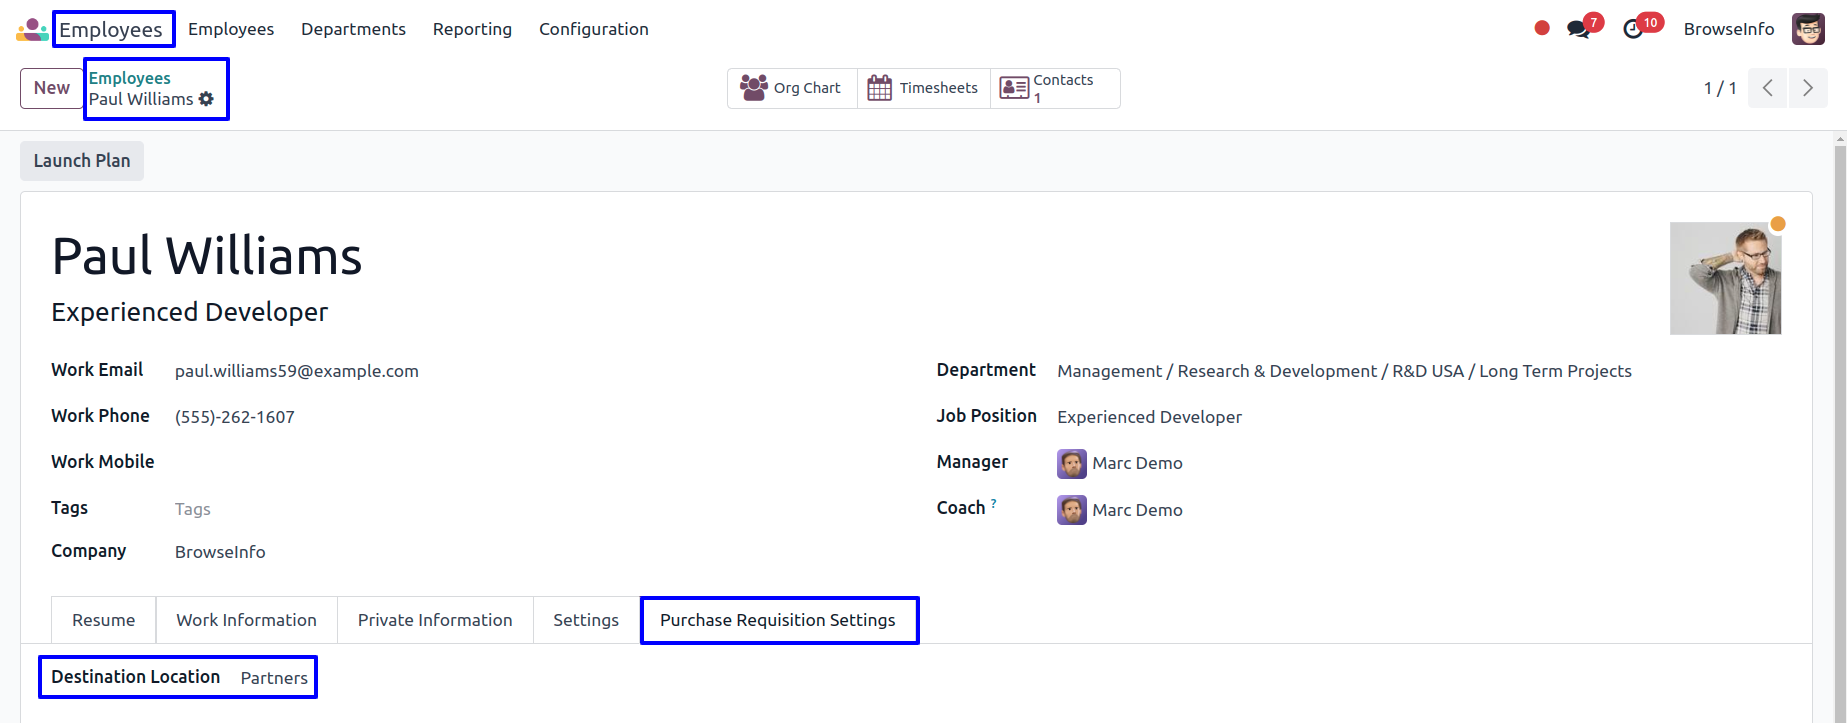 Employees Employees Departments Reporting Configuration 7 10 BrowseInfo
New Employees Paul Williams Org Chart Timesheets Contacts 1 1 / 1
Launch Plan
Paul Williams
Experienced Developer
Work Email paul.williams59@example.com Department Management / Research & Development / R&D USA / Long Term Projects
Work Phone (555)-262-1607 Job Position Experienced Developer
Work Mobile Manager Marc Demo
Tags Tags Coach ? Marc Demo
Company BrowseInfo
Resume Work Information Private Information Settings Purchase Requisition Settings
Destination Location Partners